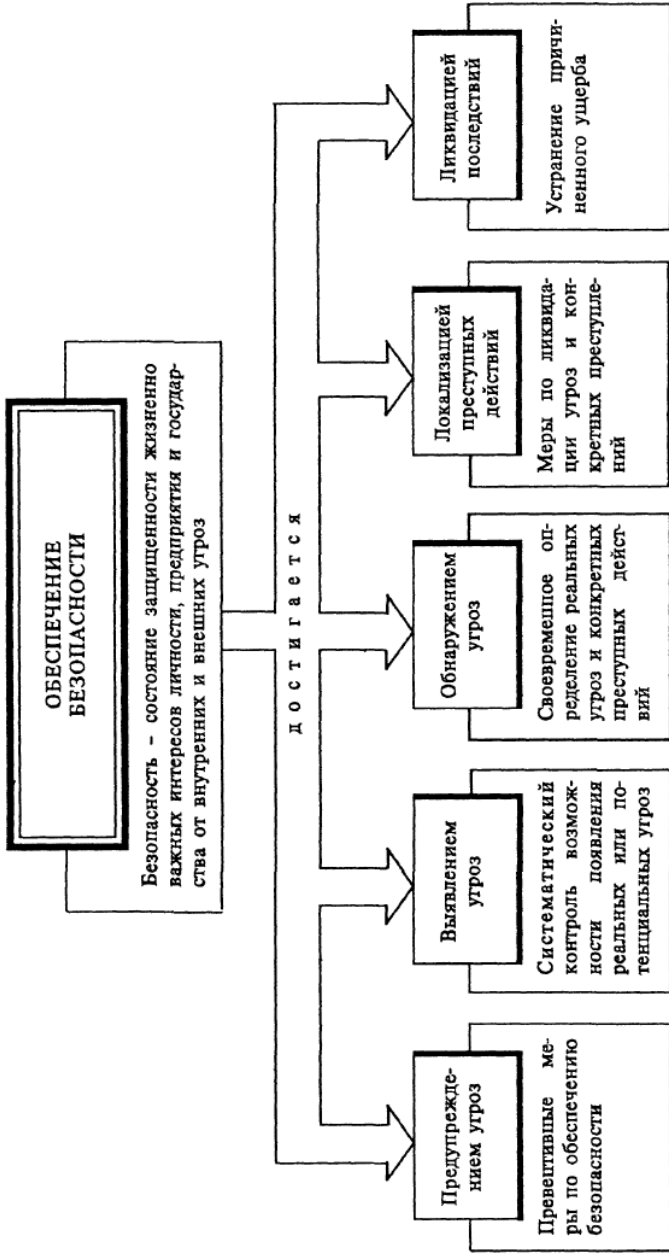 ОБЕСПЕЧЕНИЕ
БЕЗОПАСНОСТИ
Безопасность – состояние защищенности жизненно
важных интересов личности, предприятия и государ-
ства от внутренних и внешних угроз
достигается
Предупрежде-
нием угроз
Превентивные ме-
ры по обеспечению
безопасности
Выявлением
угроз
Систематический
контроль возмож-
ности появления
реальных или по-
тенциальных угроз
Обнаружением
угроз
Своевременное оп-
ределение реальных
угроз и конкретных
преступных дейст-
вий
Локализацией
преступных
действий
Меры по ликвида-
ции угроз и кон-
кретных преступле-
ний
Ликвидацией
последствий
Устранение причи-
ненного ущерба